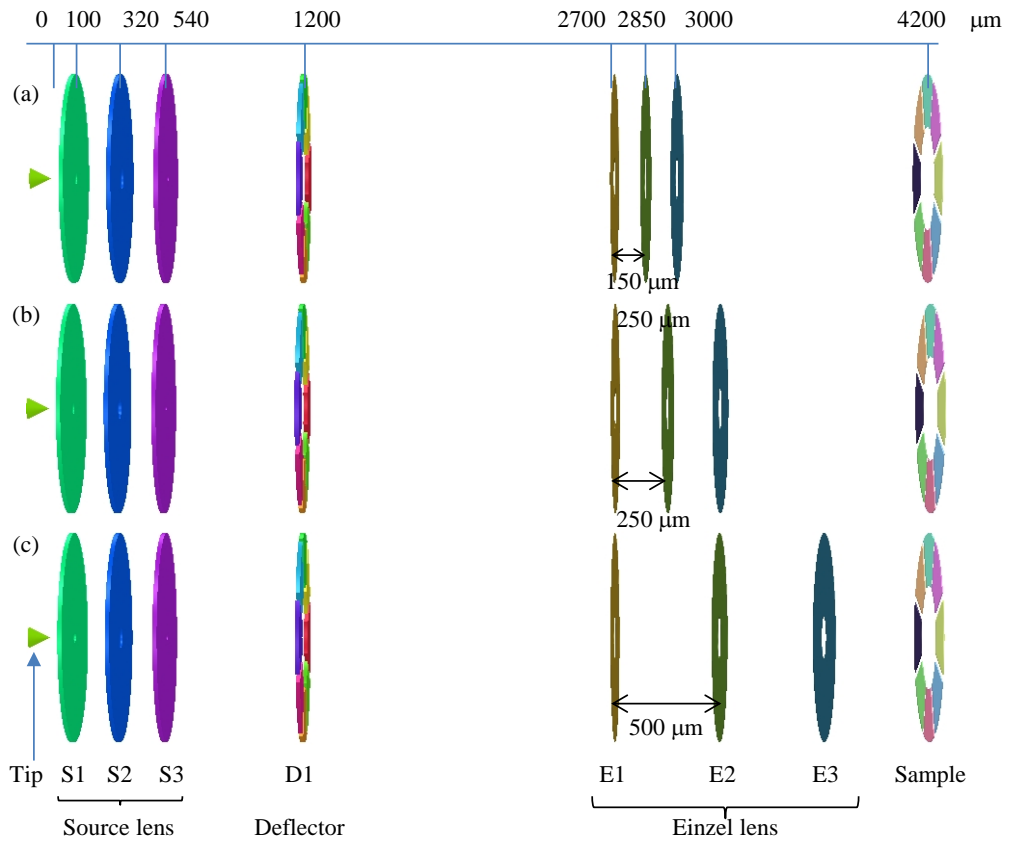 0 100 320 540 1200 2700 2850 3000 4200 μm
(a)
150 μm
(b)
250 μm
250 μm
(c)
500 μm
Tip S1 S2 S3 D1 E1 E2 E3 Sample
Source lens Deflector Einzel lens